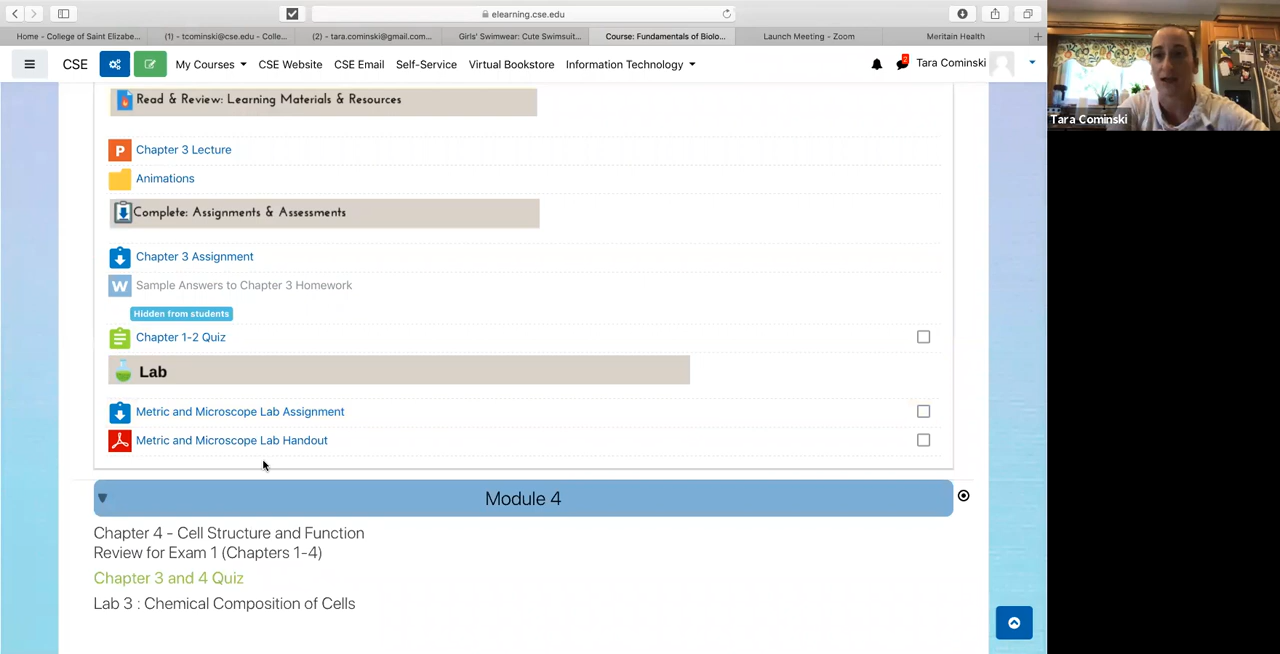 elearning.cse.edu
Home - College of Saint Elizabe...
(1) - tcominski@cse.edu - Colle...
(2) - tara.cominski@gmail.com...
Girls' Swimwear: Cute Swimsuit...
Course: Fundamentals of Biolo...
Launch Meeting - Zoom
Meritain Health
CSE
My Courses
CSE Website
CSE Email
Self-Service
Virtual Bookstore
Information Technology
2
Tara Cominski
Tara Cominski
Read & Review: Learning Materials & Resources
P Chapter 3 Lecture
Animations
Complete: Assignments & Assessments
Chapter 3 Assignment
W Sample Answers to Chapter 3 Homework
Hidden from students
Chapter 1-2 Quiz
Lab
Metric and Microscope Lab Assignment
Metric and Microscope Lab Handout
Module 4
Chapter 4 - Cell Structure and Function
Review for Exam 1 (Chapters 1-4)
Chapter 3 and 4 Quiz
Lab 3 : Chemical Composition of Cells